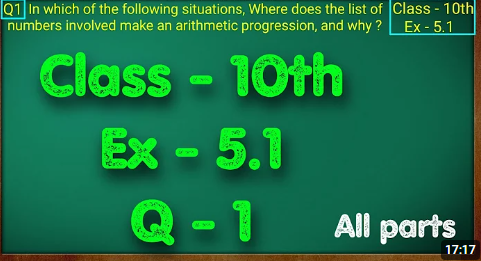 Q1 In which of the following situations, Where does the list of
numbers involved make an arithmetic progression, and why ?
Class - 10th
Ex - 5.1
Class - 10th
Ex - 5.1
Q - 1
All parts
17:17